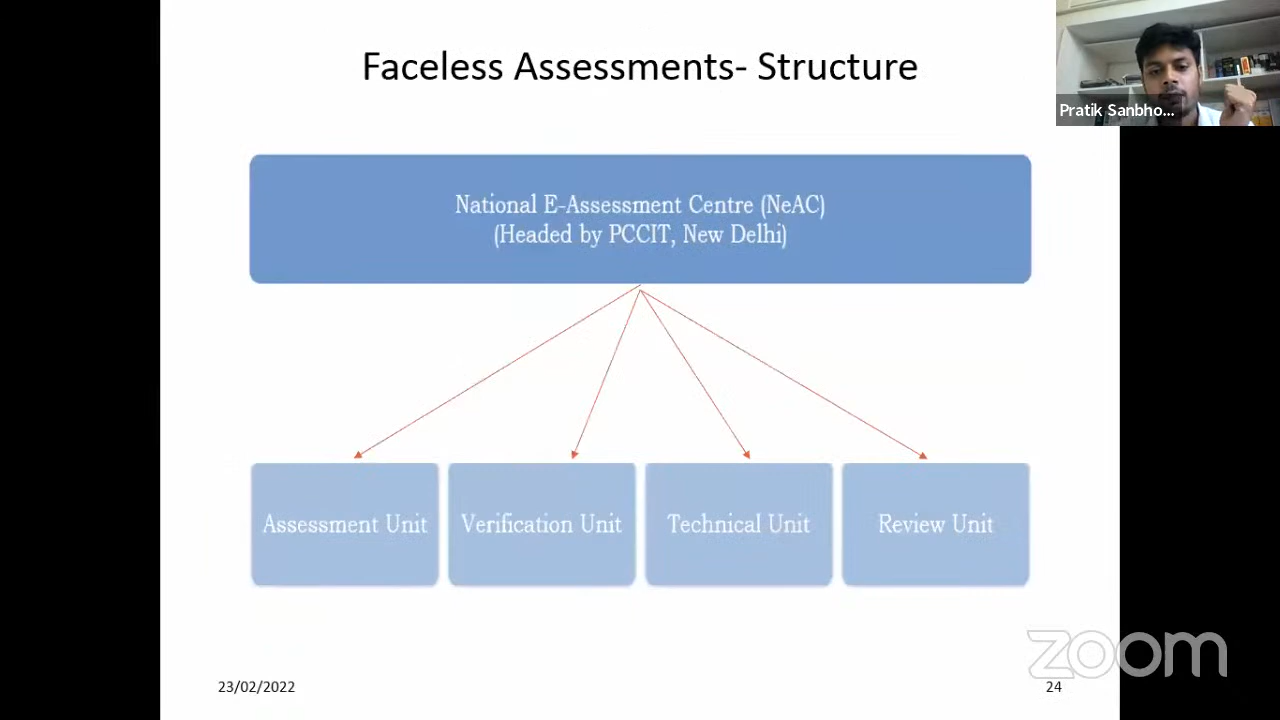 Faceless Assessments- Structure
Pratik Sanbho...
National E-Assessment Centre (NeAC)
(Headed by PCCIT, New Delhi)
Assessment Unit
Verification Unit
Technical Unit
Review Unit
zoom
23/02/2022
24